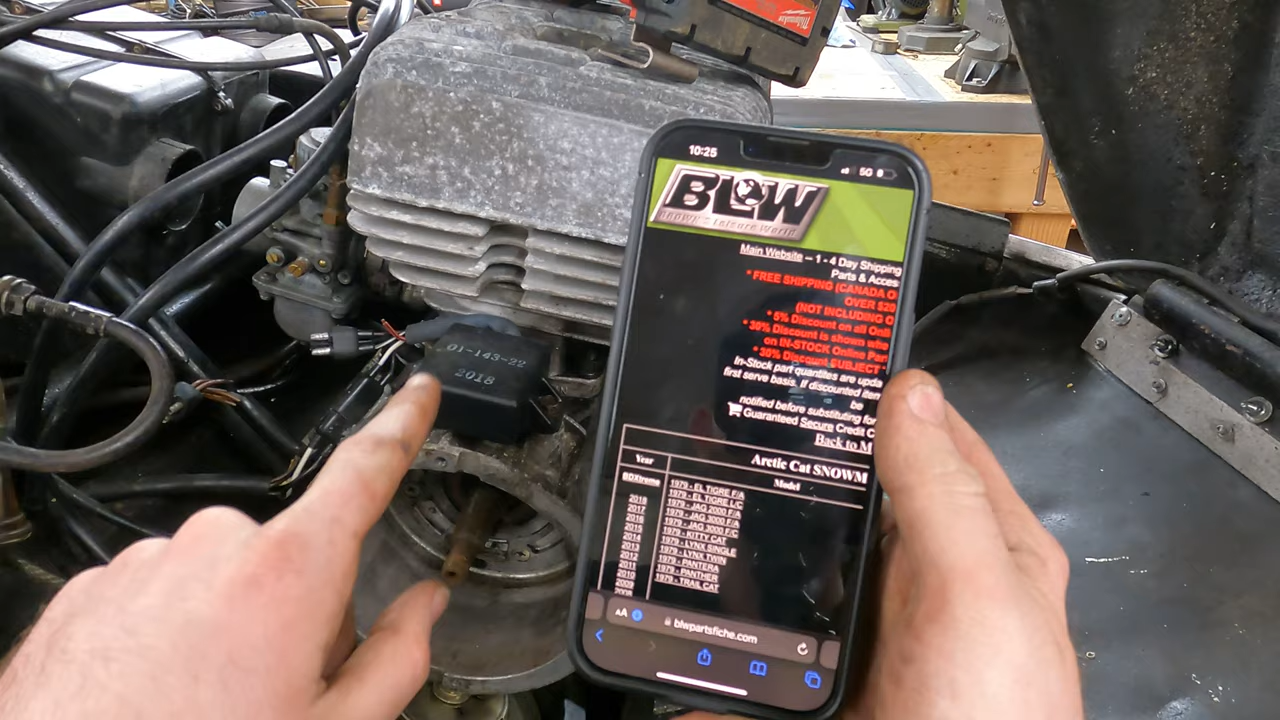 Milwaukee
01-143-22
2018
10:25
5G
BLW
BROWN'S Leisure World
Main Website – 1 - 4 Day Shipping
Parts & Acces
* FREE SHIPPING (CANADA O
OVER $20
(NOT INCLUDING O
* 5% Discount on all Onli
* 30% Discount is shown whe
on IN-STOCK Online Par
* 30% Discount SUBJECT
In-Stock part quantities are upda
first serve basis. If discounted item
be
notified before substituting for
Guaranteed Secure Credit C
Back to M
Arctic Cat SNOWM
Year Model
BDXtreme
2018
2017
2016
2015
2014
2013
2012
2011
2010
2009
2008
1979 - EL TIGRE F/A
1979 - EL TIGRE L/C
1979 - JAG 2000 F/A
1979 - JAG 3000 F/A
1979 - JAG 3000 F/C
1979 - KITTY CAT
1979 - LYNX SINGLE
1979 - LYNX TWIN
1979 - PANTERA
1979 - PANTHER
1979 - TRAIL CAT
AA
blwpartsfiche.com